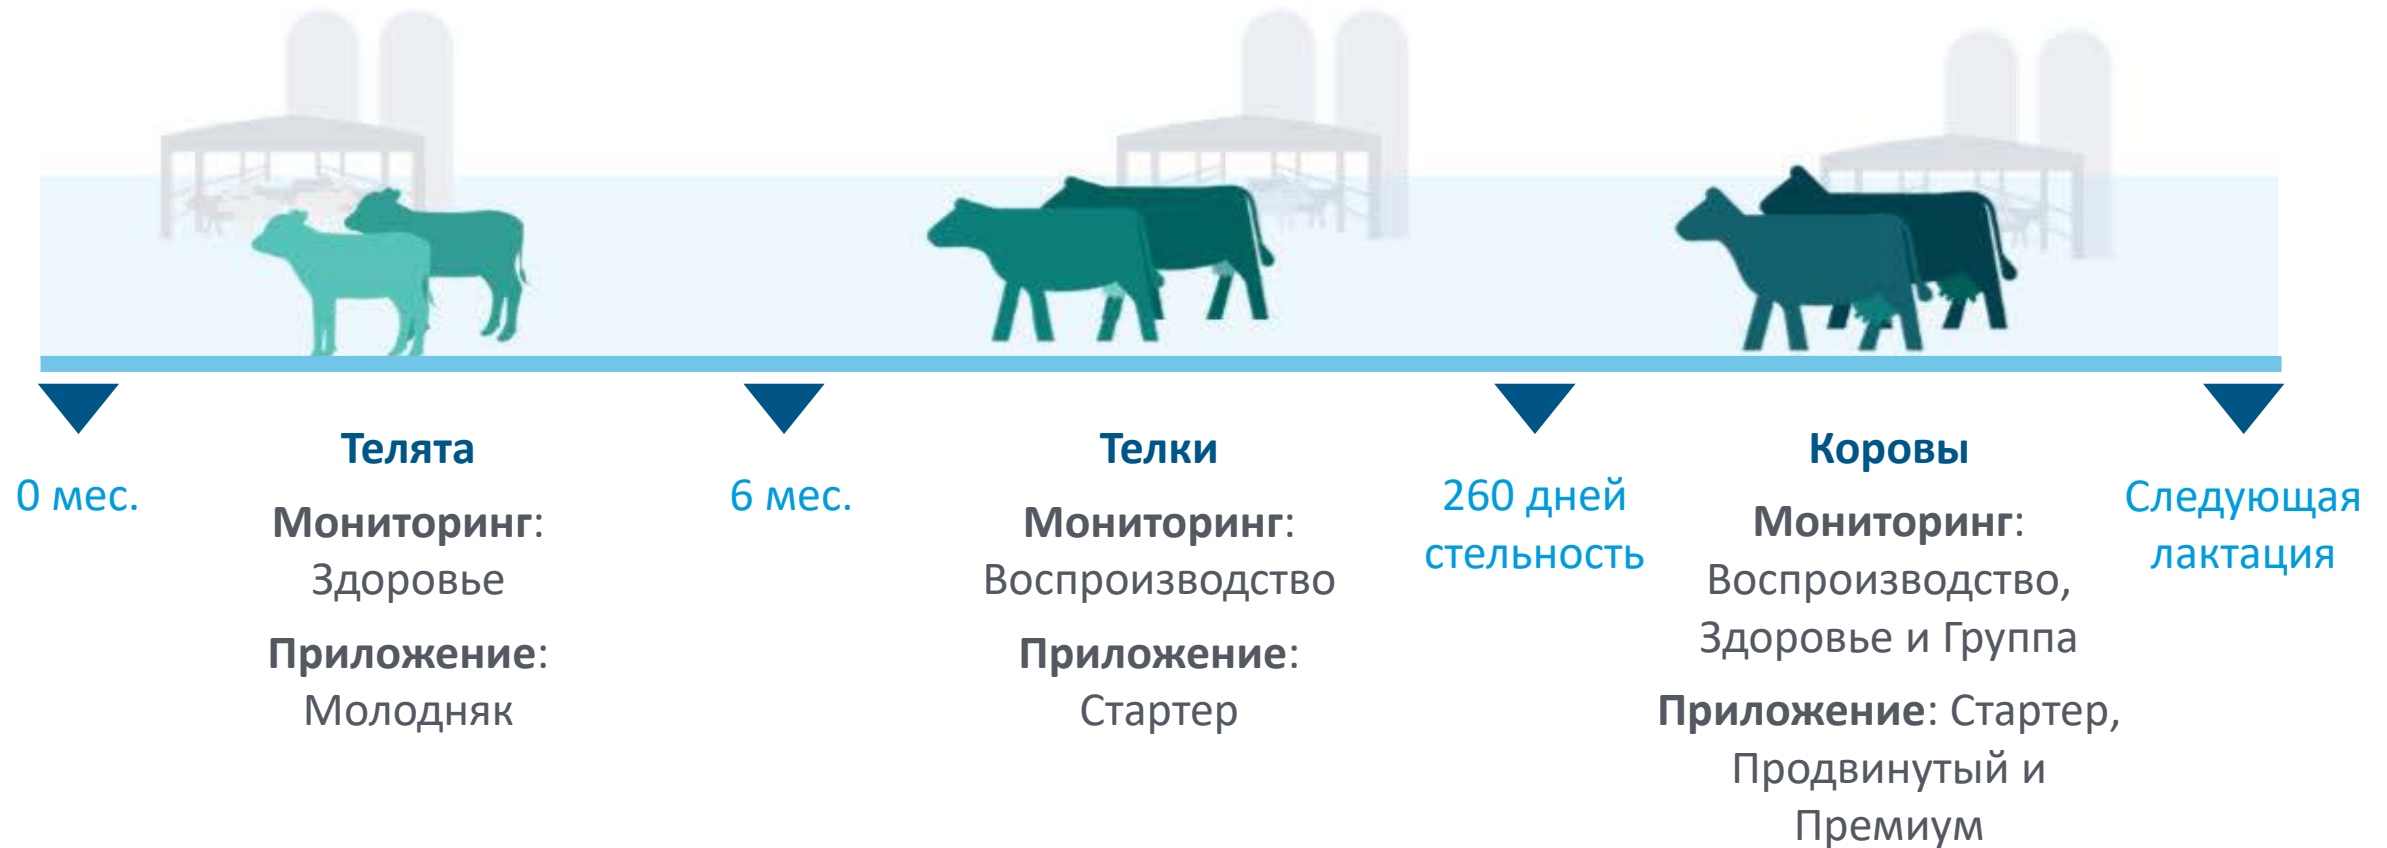 0 мес.
Телята
Мониторинг:
Здоровье
Приложение:
Молодняк
6 мес.
Телки
Мониторинг:
Воспроизводство
Приложение:
Стартер
260 дней
стельность
Коровы
Мониторинг:
Воспроизводство,
Здоровье и Группа
Приложение: Стартер,
Продвинутый и
Премиум
Следующая
лактация